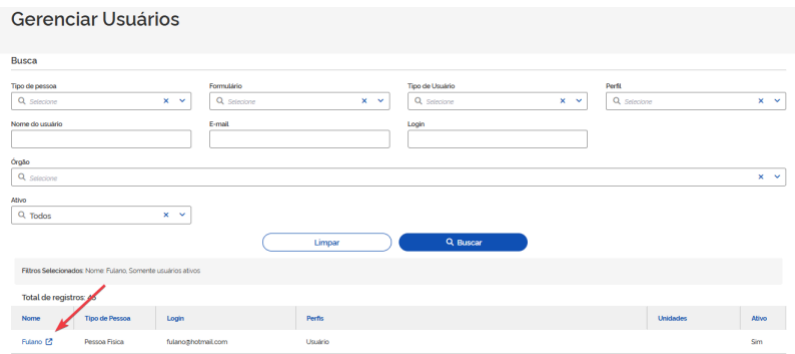 Gerenciar Usuários
Busca
Tipo de pessoa Formulário Tipo de Usuário Perfil
Selecione Selecione Selecione Selecione
Nome do usuário E-mail Login
Órgão
Selecione
Ativo
Todos
Limpar Buscar
Filtros Selecionados: Nome: Fulano, Somente usuários ativos
Total de registros:
Nome Tipo de Pessoa Login Perfis Unidades Ativo
Fulano Pessoa Física fulano@hotmail.com Usuário Sim